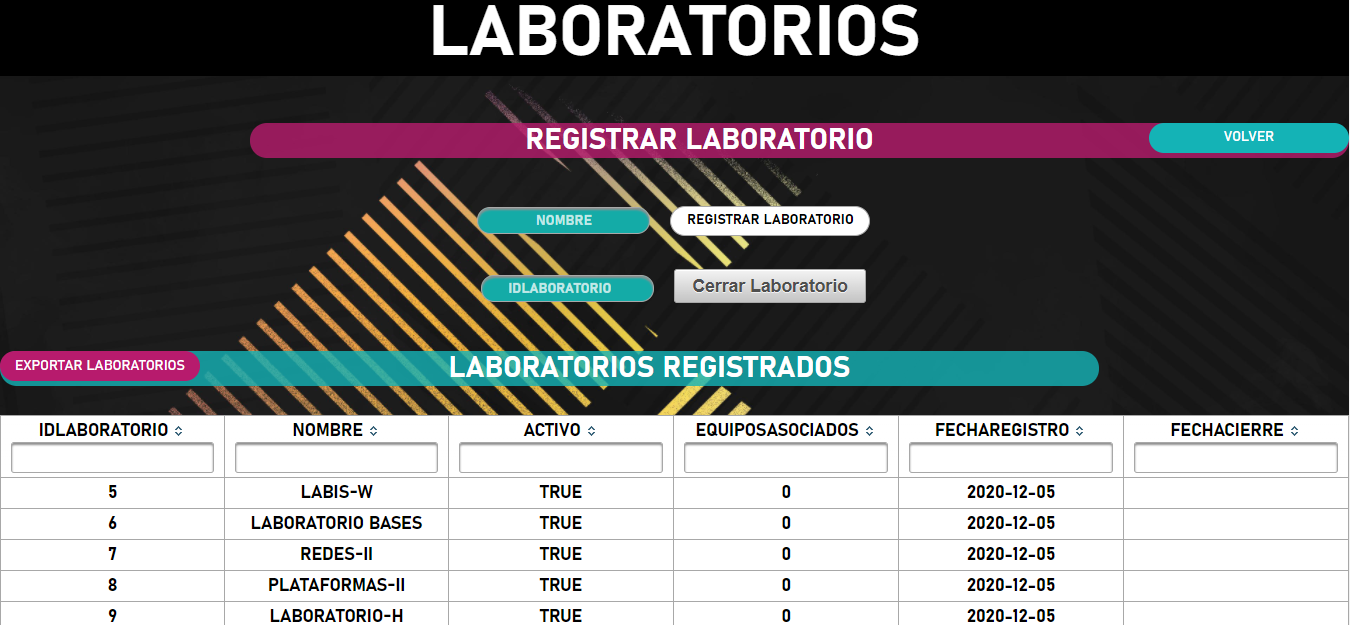 LABORATORIOS
REGISTRAR LABORATORIO
VOLVER
NOMBRE
REGISTRAR LABORATORIO
IDLABORATORIO
Cerrar Laboratorio
EXPORTAR LABORATORIOS
LABORATORIOS REGISTRADOS
IDLABORATORIO NOMBRE ACTIVO EQUIPOSASOCIADOS FECHAREGISTRO FECHACIERRE
5 LABIS-W TRUE 0 2020-12-05
6 LABORATORIO BASES TRUE 0 2020-12-05
7 REDES-II TRUE 0 2020-12-05
8 PLATAFORMAS-II TRUE 0 2020-12-05
9 LABORATORIO-H TRUE 0 2020-12-05